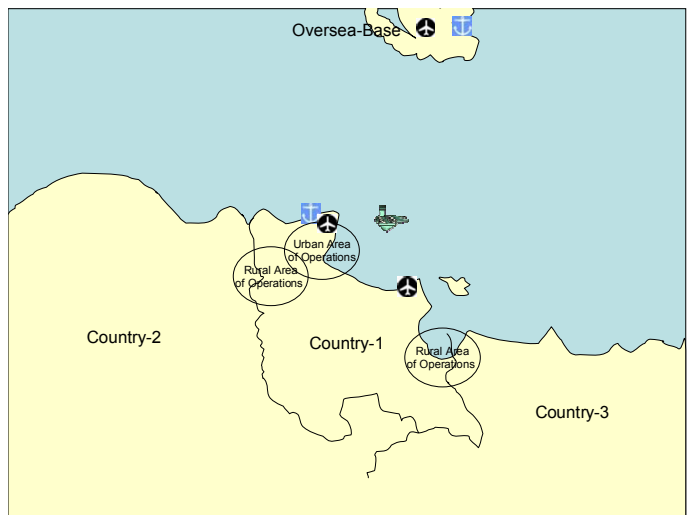 Oversea-Base
Urban Area
of Operations
Rural Area
of Operations
Country-2
Country-1
Rural Area
of Operations
Country-3